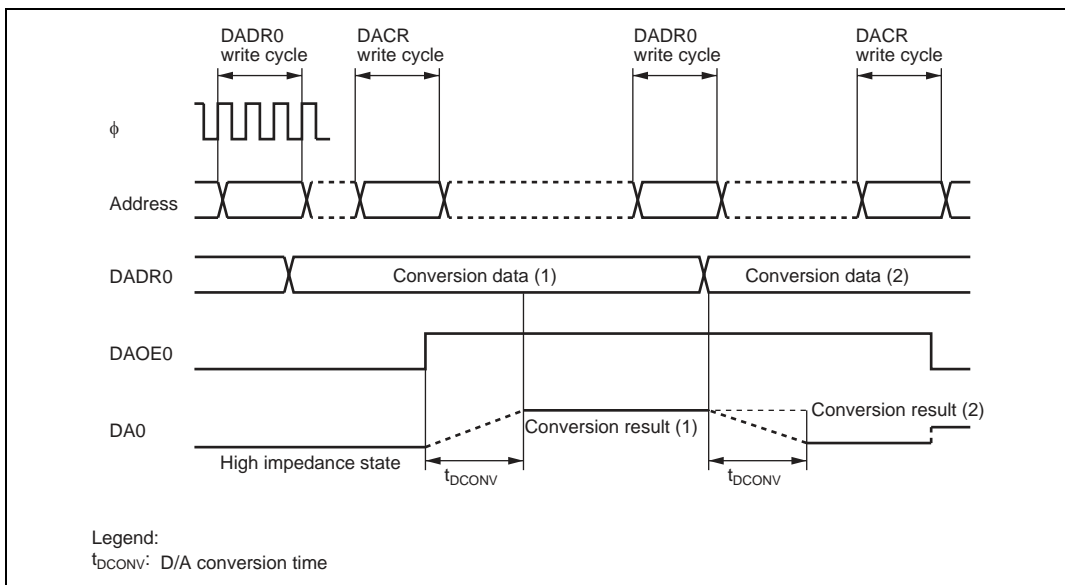 DADR0
write cycle
DACR
write cycle
DADR0
write cycle
DACR
write cycle
ϕ
Address
DADR0
Conversion data (1)
Conversion data (2)
DAOE0
DA0
Conversion result (1)
Conversion result (2)
High impedance state
tDCONV
tDCONV
Legend:
tDCONV: D/A conversion time